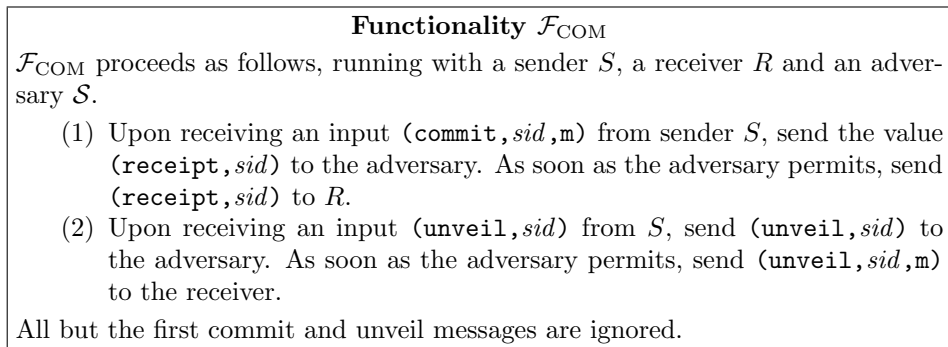 Functionality 𝓕COM
𝓕COM proceeds as follows, running with a sender S, a receiver R and an adver-
sary 𝓢.
(1) Upon receiving an input (commit,sid,m) from sender S, send the value
(receipt,sid) to the adversary. As soon as the adversary permits, send
(receipt,sid) to R.
(2) Upon receiving an input (unveil,sid) from S, send (unveil,sid) to
the adversary. As soon as the adversary permits, send (unveil,sid,m)
to the receiver.
All but the first commit and unveil messages are ignored.